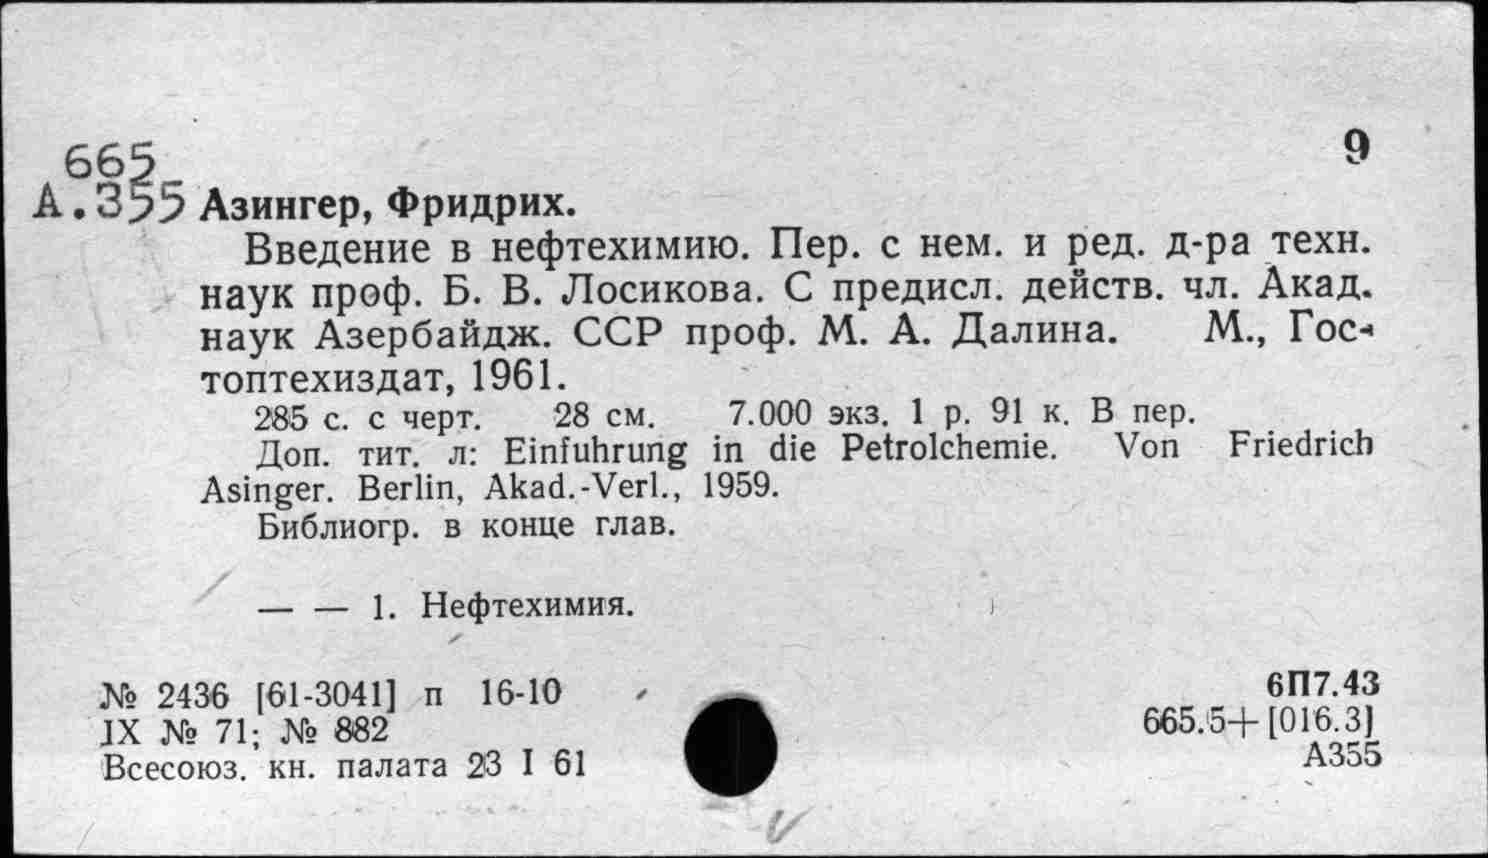 9
665
А.355 Азингер, Фридрих.
Введение в нефтехимию. Пер. с нем. и ред. д-ра техн.
наук проф. Б. В. Лосикова. С предисл. действ. чл. Акад.
наук Азербайдж. ССР проф. М. А. Далина. М., Гос-
топтехиздат, 1961.
285 с. с черт. 28 см. 7.000 экз. 1 р. 91 к. В пер.
Доп. тит. л: Einfuhrung in die Petrolchemie. Von Friedrich
Asinger. Berlin, Akad.-Verl., 1959.
Библиогр. в конце глав.
— — 1. Нефтехимия.
№ 2436 [61-3041] п 16-10
IX № 71; № 882
Всесоюз. кн. палата 23 I 61
6П7.43
665.5+[016.3]
А355